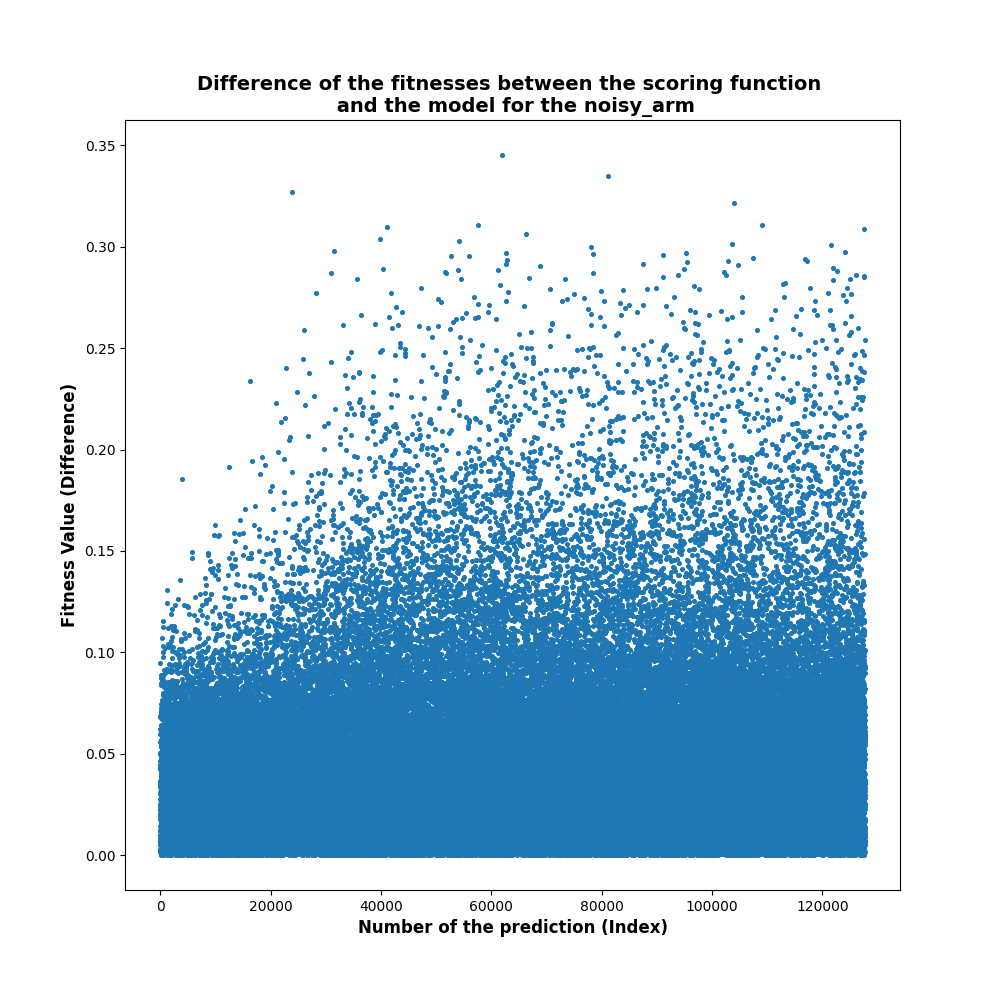 Difference of the fitnesses between the scoring function
and the model for the noisy_arm
Fitness Value (Difference)
0.35
0.30
0.25
0.20
0.15
0.10
0.05
0.00
0 20000 40000 60000 80000 100000 120000
Number of the prediction (Index)